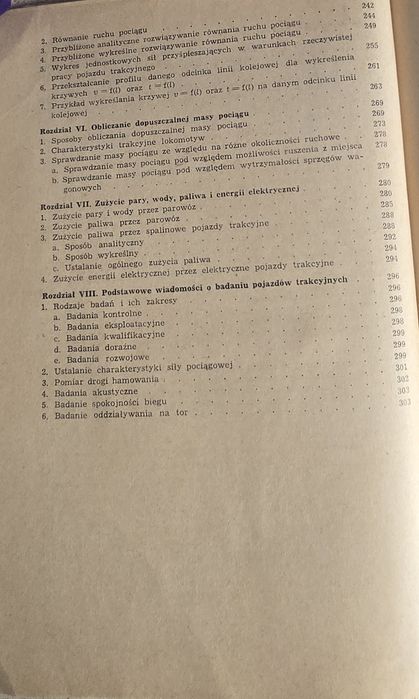 2. Równanie ruchu pociągu . . . . . . . . 242
3. Przybliżone analityczne rozwiązywanie równania ruchu pociągu . 244
4. Przybliżone wykreślne rozwiązywanie równania ruchu pociągu . 249
5. Wykres jednostkowych sił przyśpieszających w warunkach rzeczywistej
pracy pojazdu trakcyjnego . . . . . . . . 255
6. Przekształcanie profilu danego odcinka linii kolejowej dla wykreślenia
krzywych v = f(l) oraz t = f(l) . . . . . . . 261
7. Przykład wykreślania krzywej v = f(l) oraz t = f(l) na danym odcinku linii
kolejowej . . . . . . . . 263
Rozdział VI. Obliczanie dopuszczalnej masy pociągu . . . . 269
1. Sposoby obliczania dopuszczalnej masy pociągu . . . . 269
2. Charakterystyki trakcyjne lokomotyw . . . . . . 273
3. Sprawdzanie masy pociągu ze względu na różne okoliczności ruchowe . 278
a. Sprawdzanie masy pociągu pod względem możliwości ruszenia z miejsca 278
b. Sprawdzanie masy pociągu pod względem wytrzymałości sprzęgów wa-
gonowych . . . . . . . . 279
Rozdział VII. Zużycie pary, wody, paliwa i energii elektrycznej . . . 280
1. Zużycie pary i wody przez parowóz . . . . . . 280
2. Zużycie paliwa przez parowóz . . . . . . . 285
3. Zużycie paliwa przez spalinowe pojazdy trakcyjne . . . . 288
a. Sposób analityczny . . . . . . . . 288
b. Sposób wykreślny . . . . . . . . 292
c. Ustalanie ogólnego zużycia paliwa . . . . . . 294
4. Zużycie energii elektrycznej przez elektryczne pojazdy trakcyjne . . 294
Rozdział VIII. Podstawowe wiadomości o badaniu pojazdów trakcyjnych . 296
1. Rodzaje badań i ich zakresy . . . . . . . 296
a. Badania kontrolne . . . . . . . . 298
b. Badania eksploatacyjne . . . . . . . . 298
c. Badania kwalifikacyjne . . . . . . . . 298
d. Badania doraźne . . . . . . . . 299
e. Badania rozwojowe . . . . . . . . 299
2. Ustalanie charakterystyki siły pociągowej . . . . . 299
3. Pomiar drogi hamowania . . . . . . . . 301
4. Badania akustyczne . . . . . . . . 302
5. Badanie spokojności biegu . . . . . . . 303
6. Badanie oddziaływania na tor . . . . . . . 303